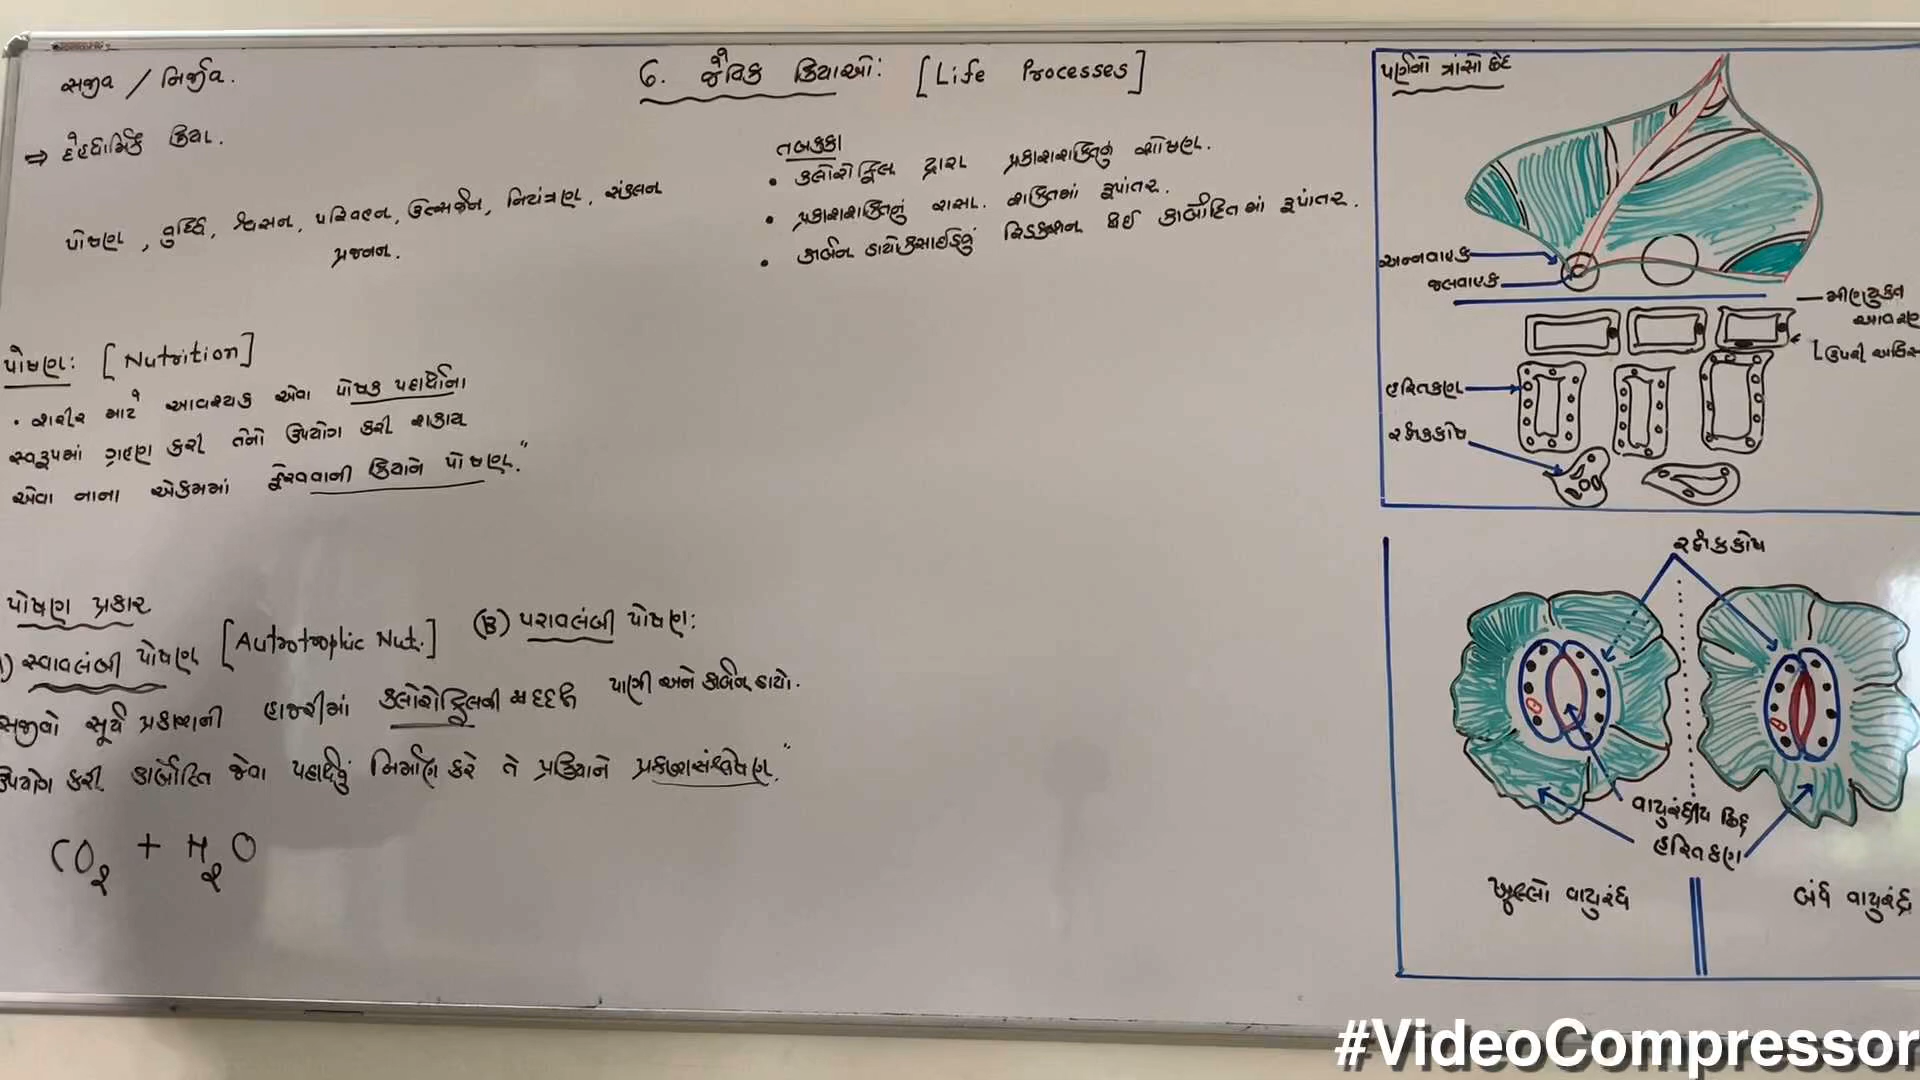 સજીવ / નિર્જીવ.
⇒ દેહધાર્મિક ક્રિયા.
પોષણ, વૃદ્ધિ, શ્વસન, પરિવહન, ઉત્સર્જન, નિયંત્રણ, સંકલન
પ્રજનન.
પોષણ: [Nutrition]
• શરીર માટે આવશ્યક એવા પોષક પદાર્થોના
સ્વરૂપમાં ગ્રહણ કરી તેનો ઉપયોગ કરી શકાય
એવા નાના એકમમાં ફેરવવાની ક્રિયાને પોષણ."
પોષણ પ્રકાર
) સ્વાવલંબી પોષણ [Autotrophic Nut.] (B) પરાવલંબી પોષણ:
સજીવો સૂર્ય પ્રકાશની હાજરીમાં ક્લોરોફિલની મદદથી પાણી અને કાર્બન ડાયો.
ઉપયોગ કરી કાર્બોદિત જેવા પદાર્થનું નિર્માણ કરે તે પ્રક્રિયાને પ્રકાશસંશ્લેષણ."
CO2 + H2O
6. જૈવિક ક્રિયાઓ: [Life Processes]
તબક્કા
• ક્લોરોફિલ દ્વારા પ્રકાશશક્તિનું શોષણ.
• પ્રકાશશક્તિનું રાસા. શક્તિમાં રૂપાંતર.
• કાર્બન ડાયોક્સાઈડનું રિડક્શન થઈ કાર્બોદિતમાં રૂપાંતર.
પર્ણનો ત્રાંસો છેદ
અન્નવાહક
જલવાહક
મીણયુક્ત
આવરણ
ઉપરી અધિસ
હરિતકણ
રક્ષકકોષ
રક્ષકકોષ
વાયુરંધ્રીય છિદ્ર
હરિતકણ
ખુલ્લો વાયુરંધ્ર
બંધ વાયુરંધ્ર
#VideoCompressor